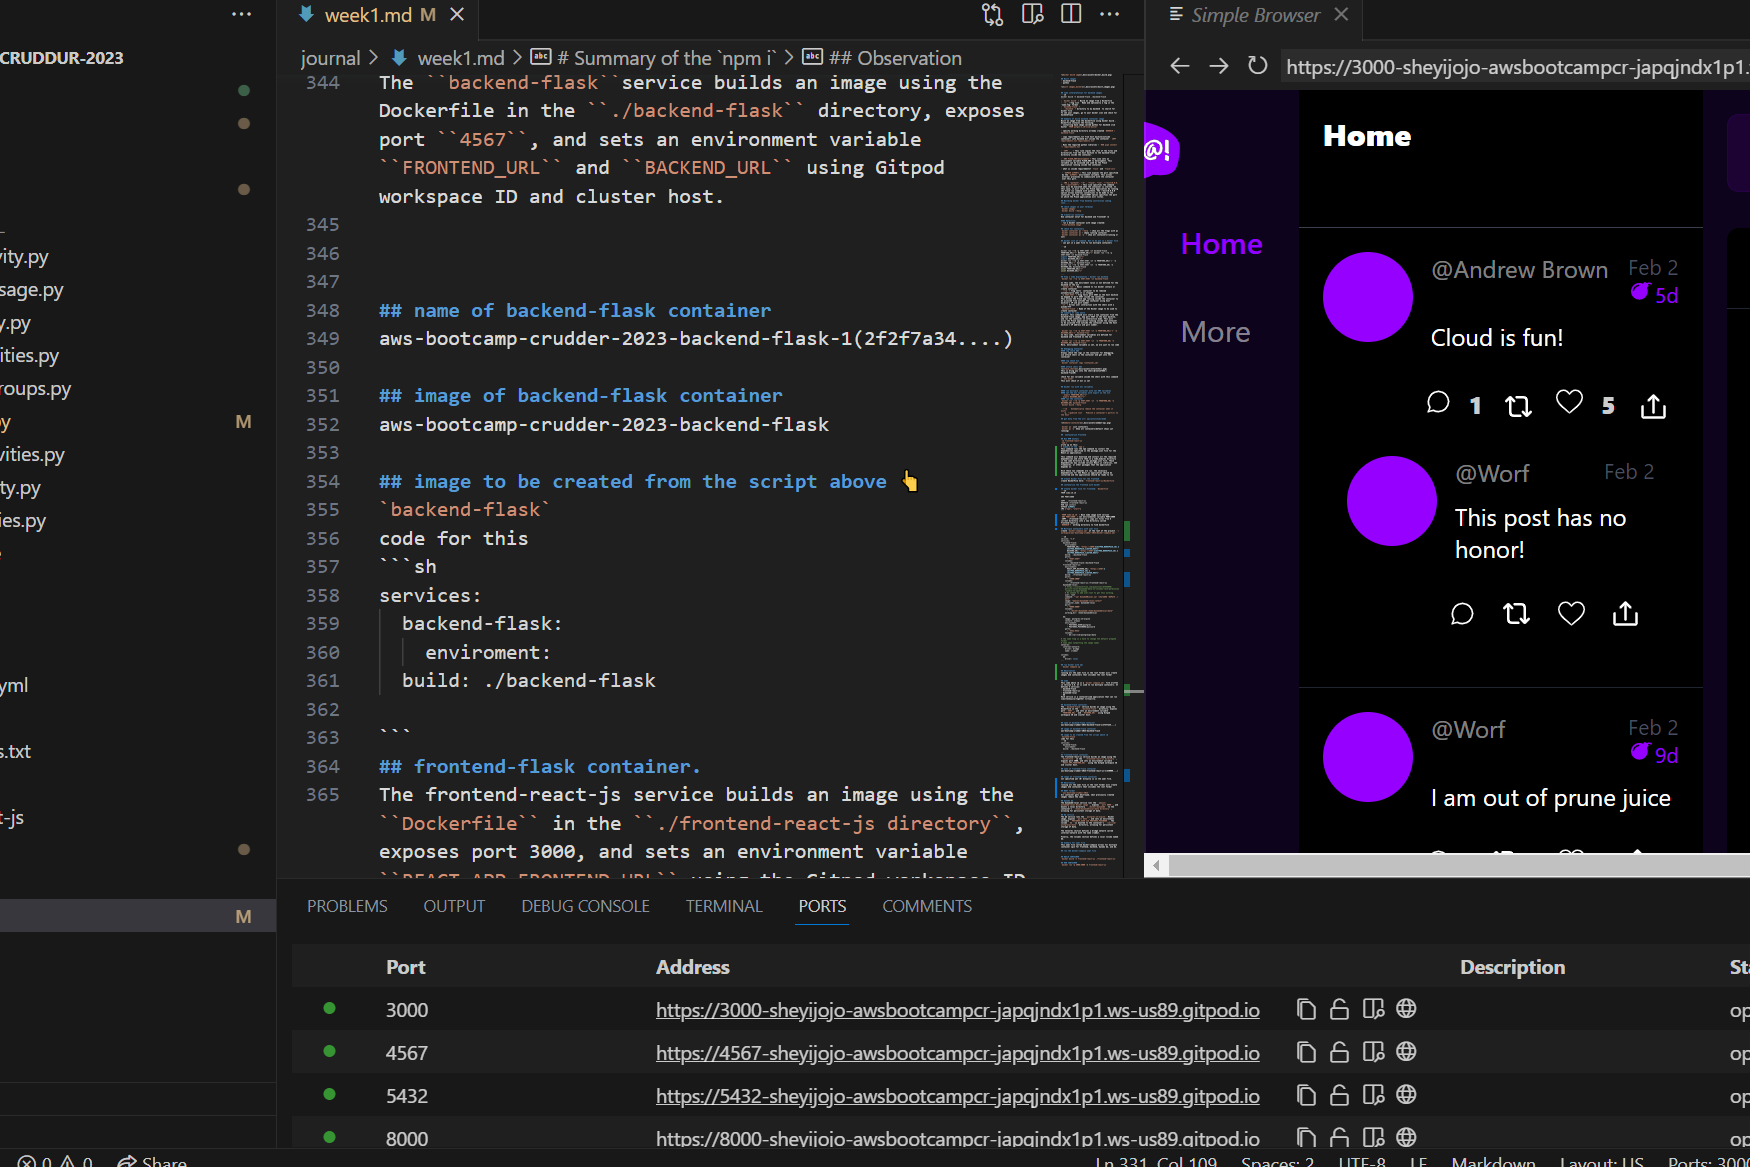 CRUDDUR-2023
ity.py
sage.py
y.py
ities.py
roups.py
py
M
vities.py
ty.py
ies.py
yml
s.txt
t-js
M
0 0 Share
week1.md M
journal > week1.md > # Summary of the `npm i` > ## Observation
344 The ``backend-flask``service builds an image using the
Dockerfile in the ``./backend-flask`` directory, exposes
port ``4567``, and sets an environment variable
``FRONTEND_URL`` and ``BACKEND_URL`` using Gitpod
workspace ID and cluster host.
345
346
347
348 ## name of backend-flask container
349 aws-bootcamp-crudder-2023-backend-flask-1(2f2f7a34....)
350
351 ## image of backend-flask container
352 aws-bootcamp-crudder-2023-backend-flask
353
354 ## image to be created from the script above 👆
355 `backend-flask`
356 code for this
357 ```sh
358 services:
359 backend-flask:
360 enviroment:
361 build: ./backend-flask
362
363 ```
364 ## frontend-flask container.
365 The frontend-react-js service builds an image using the
``Dockerfile`` in the ``./frontend-react-js directory``,
exposes port 3000, and sets an environment variable
``REACT_APP_FRONTEND_URL`` using the Gitpod workspace ID
Simple Browser
https://3000-sheyijojo-awsbootcampcr-japqjndx1p1.
@!
Home
More
Home
@Andrew Brown Feb 2
5d
Cloud is fun!
1 5
@Worf Feb 2
This post has no
honor!
@Worf Feb 2
9d
I am out of prune juice
PROBLEMS OUTPUT DEBUG CONSOLE TERMINAL PORTS COMMENTS
Port Address Description Sta
3000 https://3000-sheyijojo-awsbootcampcr-japqjndx1p1.ws-us89.gitpod.io op
4567 https://4567-sheyijojo-awsbootcampcr-japqjndx1p1.ws-us89.gitpod.io op
5432 https://5432-sheyijojo-awsbootcampcr-japqjndx1p1.ws-us89.gitpod.io op
8000 https://8000-sheyijojo-awsbootcampcr-japqjndx1p1.ws-us89.gitpod.io op
Ln 331, Col 109 Spaces: 2 UTF-8 LF Markdown Layout: US Ports: 3000